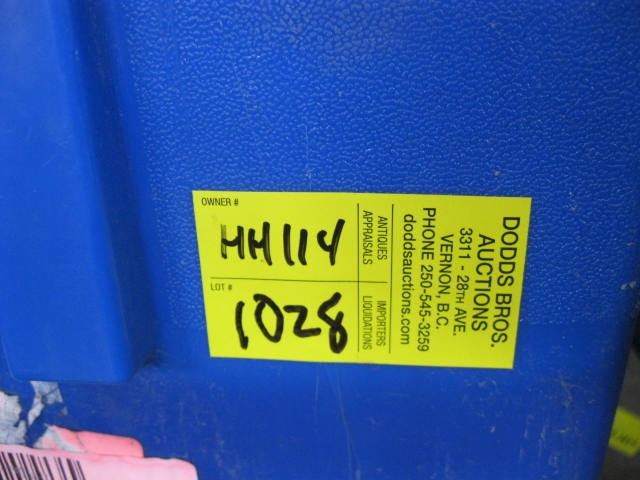 OWNER #
HH114
LOT #
1028
ANTIQUES
APPRAISALS
IMPORTERS
LIQUIDATIONS
DODDS BROS.
AUCTIONS
3311 - 28TH AVE.
VERNON, B.C.
PHONE 250-545-3259
doddsauctions.com